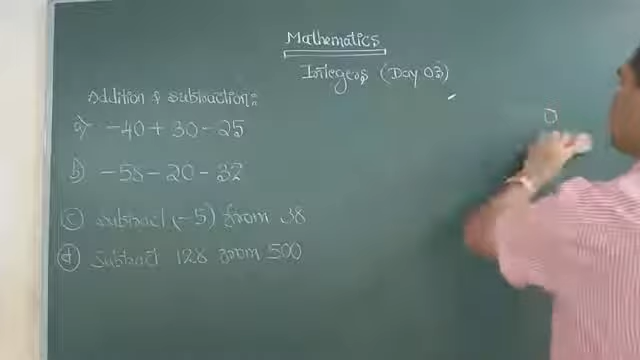 Mathematics
Integers (Day 03)
Addition & subtraction:
a) -40 + 30 - 25
b) -58 - 20 - 32
c) subtract (-5) from 38
d) subtract 128 from 500
0